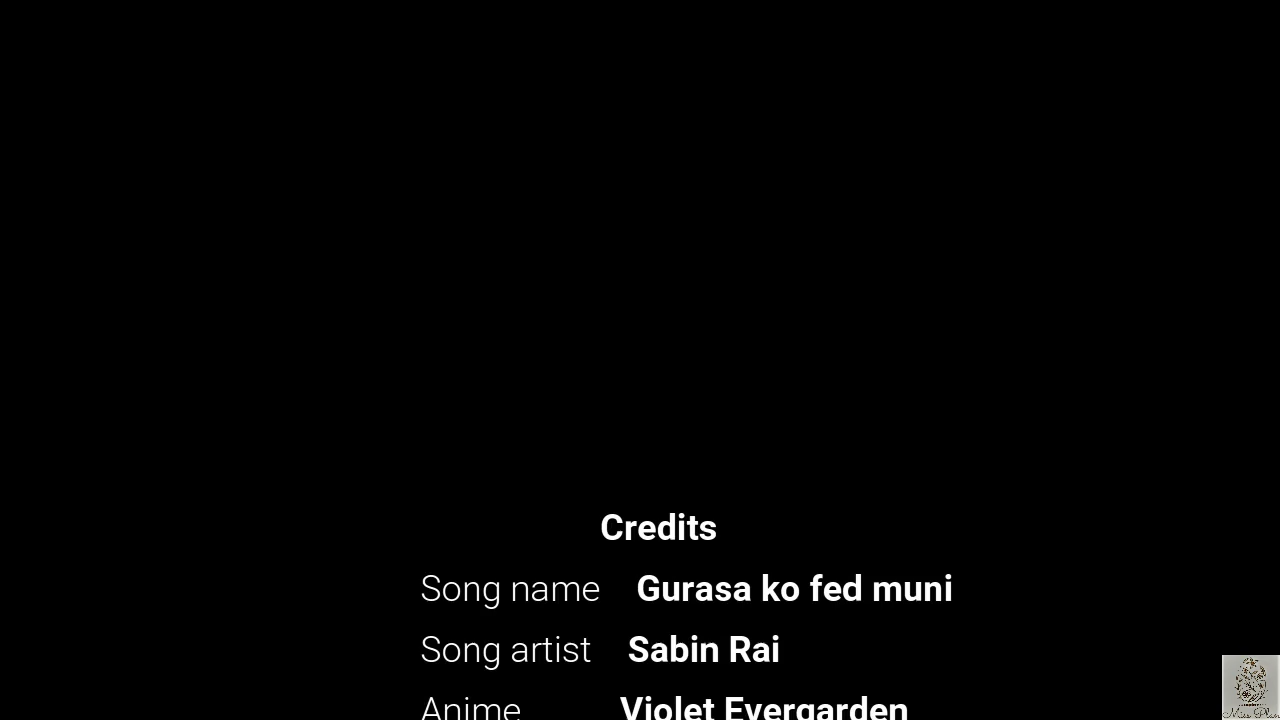 Credits
Song name Gurasa ko fed muni
Song artist Sabin Rai
Anime Violet Evergarden